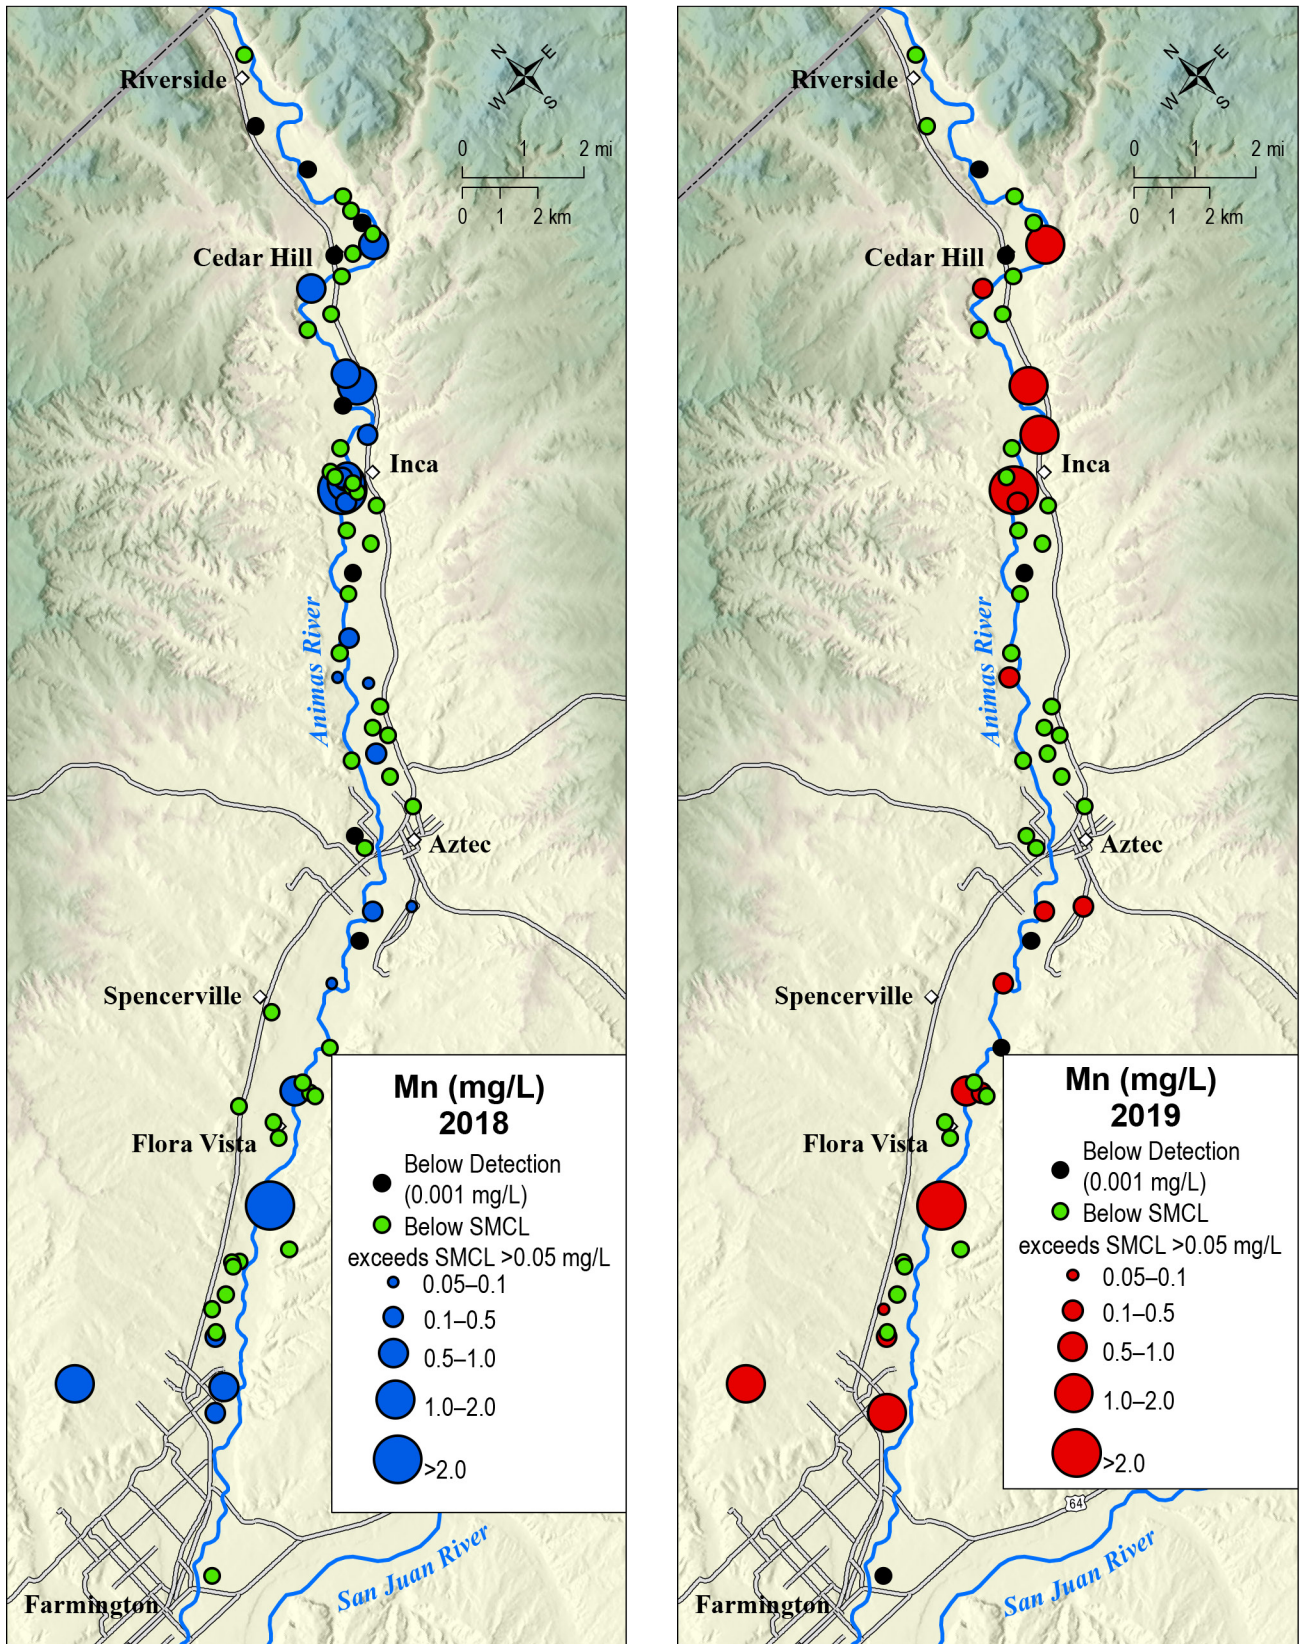 N
E
W
S
Riverside
0 1 2 mi
0 1 2 km
Cedar Hill
Inca
Animas River
Aztec
Spencerville
Flora Vista
Mn (mg/L)
2018
Below Detection
(0.001 mg/L)
Below SMCL
exceeds SMCL >0.05 mg/L
0.05–0.1
0.1–0.5
0.5–1.0
1.0–2.0
>2.0
San Juan River
Farmington
N
E
W
S
Riverside
0 1 2 mi
0 1 2 km
Cedar Hill
Inca
Animas River
Aztec
Spencerville
Flora Vista
Mn (mg/L)
2019
Below Detection
(0.001 mg/L)
Below SMCL
exceeds SMCL >0.05 mg/L
0.05–0.1
0.1–0.5
0.5–1.0
1.0–2.0
>2.0
64
San Juan River
Farmington